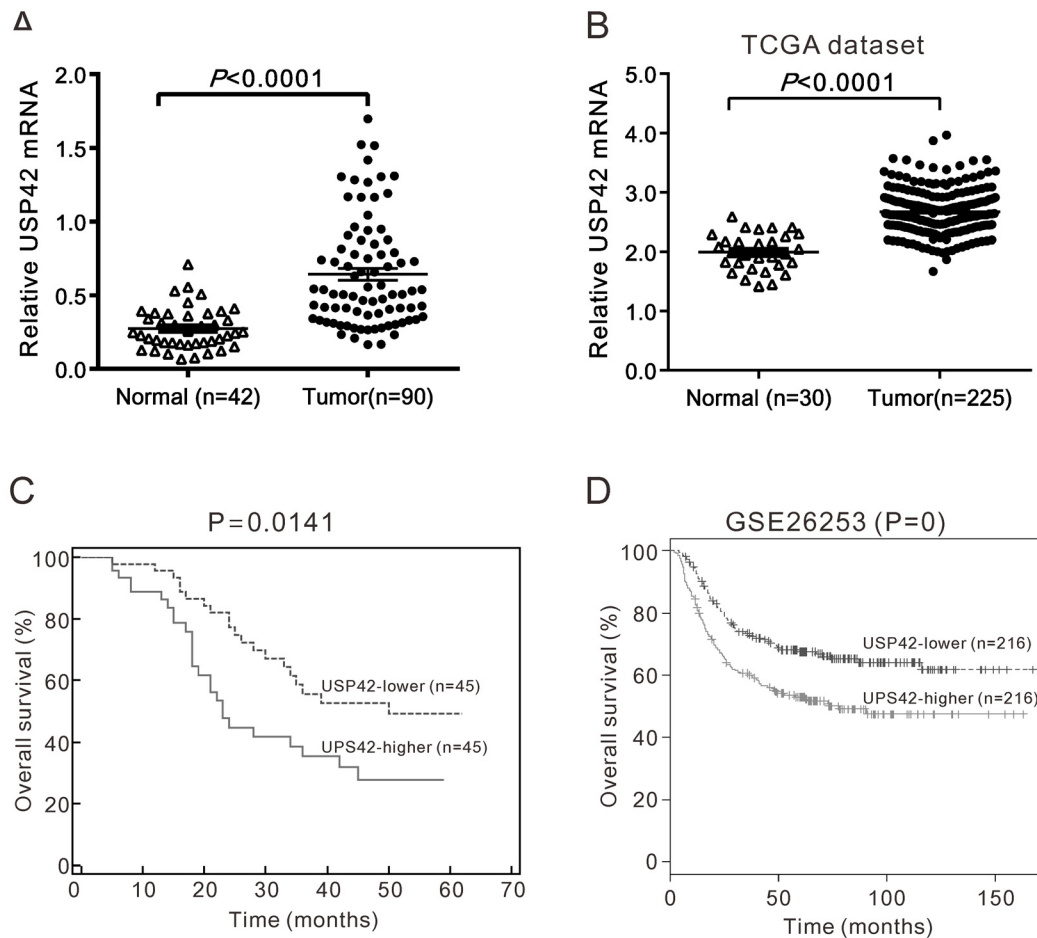 A
Relative USP42 mRNA
2.0
1.5
1.0
0.5
0.0
P<0.0001
Normal (n=42)
Tumor(n=90)
B
TCGA dataset
Relative USP42 mRNA
5.0
4.0
3.0
2.0
1.0
0.0
P<0.0001
Normal (n=30)
Tumor(n=225)
C
P=0.0141
Overall survival (%)
100
80
60
40
20
0
USP42-lower (n=45)
UPS42-higher (n=45)
0 10 20 30 40 50 60 70
Time (months)
D
GSE26253 (P=0)
Overall survival (%)
100
80
60
40
20
0
USP42-lower (n=216)
UPS42-higher (n=216)
0 50 100 150
Time (months)